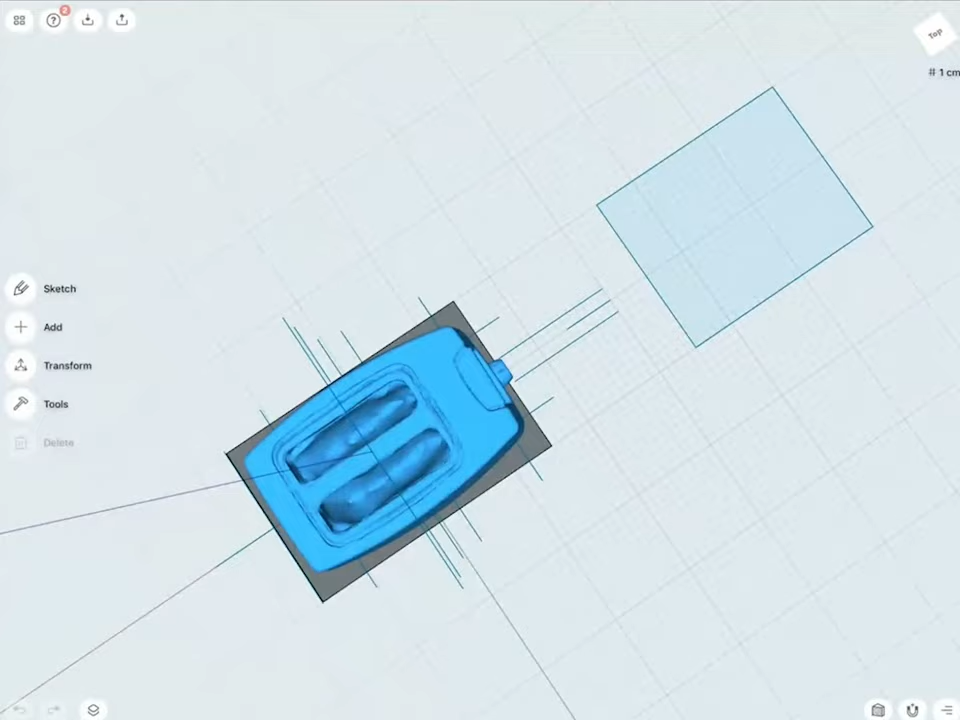 2
Top
# 1 cm
Sketch
Add
Transform
Tools
Delete